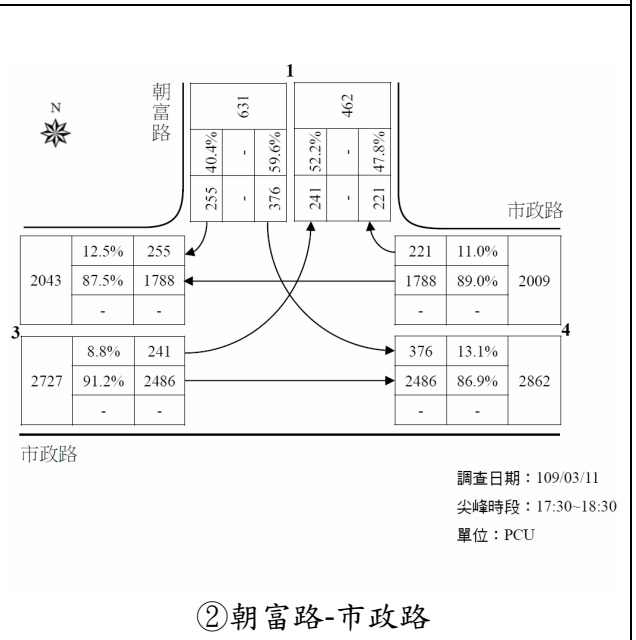 1
N
朝富路
631
462
40.4%
-
59.6%
52.2%
-
47.8%
255
-
376
241
-
221
市政路
12.5% 255
2043 87.5% 1788
- -
221 11.0%
1788 89.0% 2009
- -
3
4
8.8% 241
2727 91.2% 2486
- -
376 13.1%
2486 86.9% 2862
- -
市政路
調查日期：109/03/11
尖峰時段：17:30~18:30
單位：PCU
②朝富路-市政路